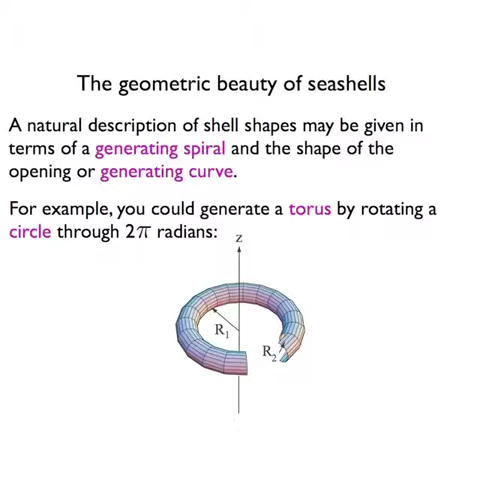 The geometric beauty of seashells
A natural description of shell shapes may be given in
terms of a generating spiral and the shape of the
opening or generating curve.
For example, you could generate a torus by rotating a
circle through 2π radians:
z
R₁
R₂